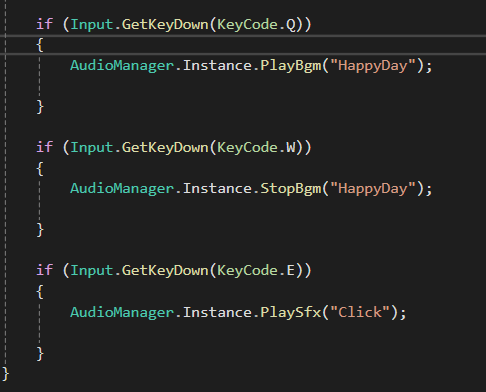 if (Input.GetKeyDown(KeyCode.Q))
{
AudioManager.Instance.PlayBgm("HappyDay");
}
if (Input.GetKeyDown(KeyCode.W))
{
AudioManager.Instance.StopBgm("HappyDay");
}
if (Input.GetKeyDown(KeyCode.E))
{
AudioManager.Instance.PlaySfx("Click");
}
}